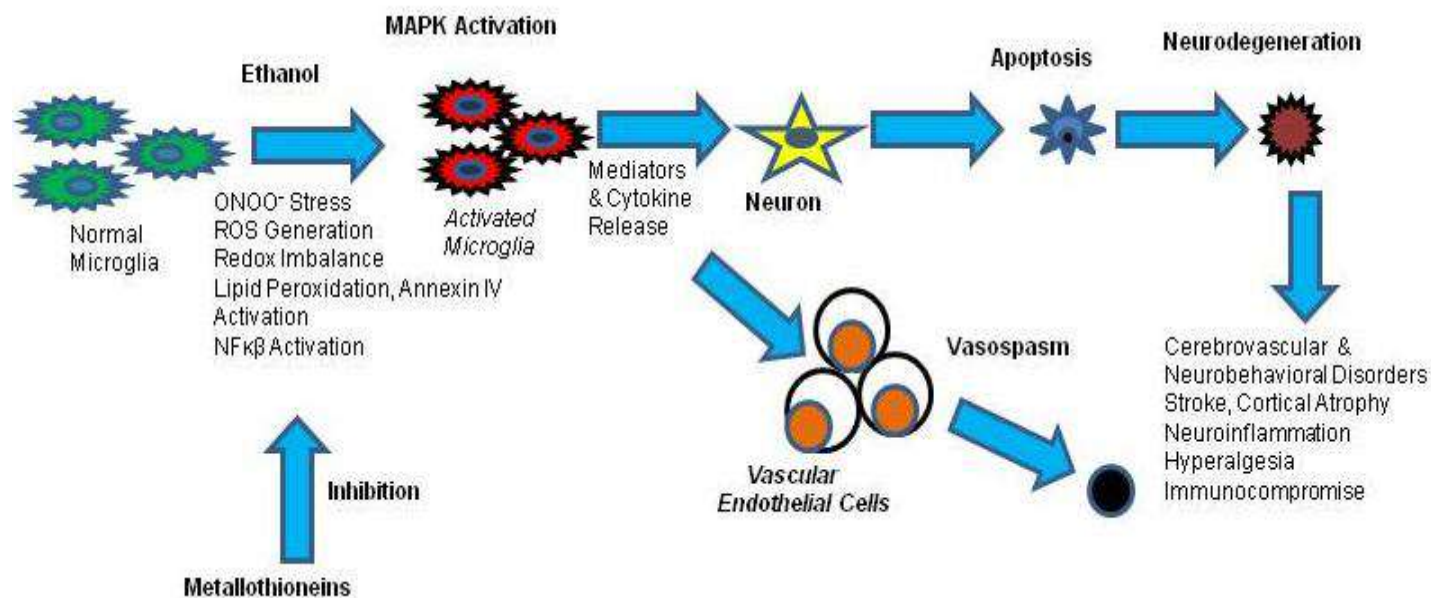 MAPK Activation
Ethanol
Apoptosis
Neurodegeneration
Normal
Microglia
ONOO⁻ Stress
ROS Generation
Redox Imbalance
Lipid Peroxidation, Annexin IV
Activation
NFκβ Activation
Activated
Microglia
Mediators
& Cytokine
Release
Neuron
Vasospasm
Vascular
Endothelial Cells
Cerebrovascular &
Neurobehavioral Disorders
Stroke, Cortical Atrophy
Neuroinflammation
Hyperalgesia
Immunocompromise
Inhibition
Metallothioneins